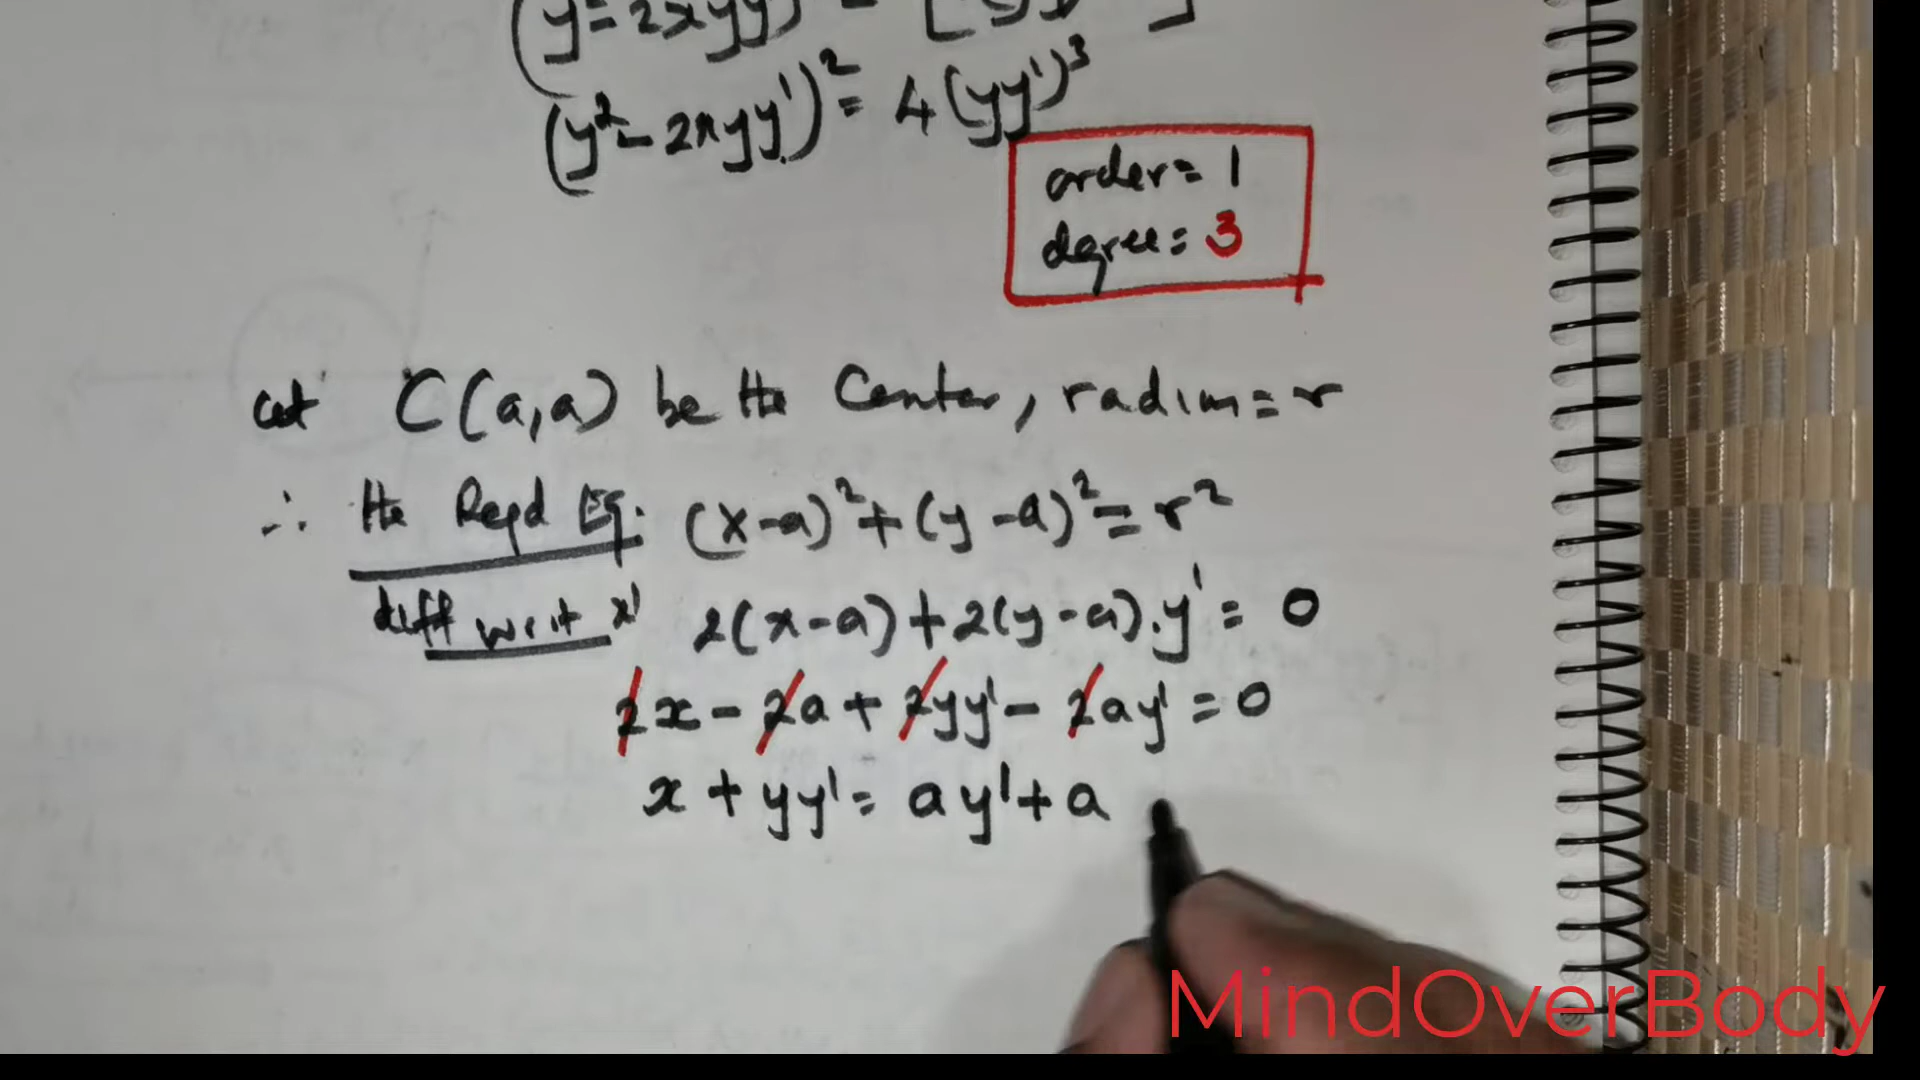 (y² - 2xyy')² = 4(yy')³
order = 1
degree = 3
Let C(a,a) be the Center, radius = r
∴ the Reqd Eq. (x-a)² + (y-a)² = r²
diff w.r.t x' 2(x-a) + 2(y-a).y' = 0
2x - 2a + 2yy' - 2ay' = 0
x + yy' = ay' + a
MindOverBody